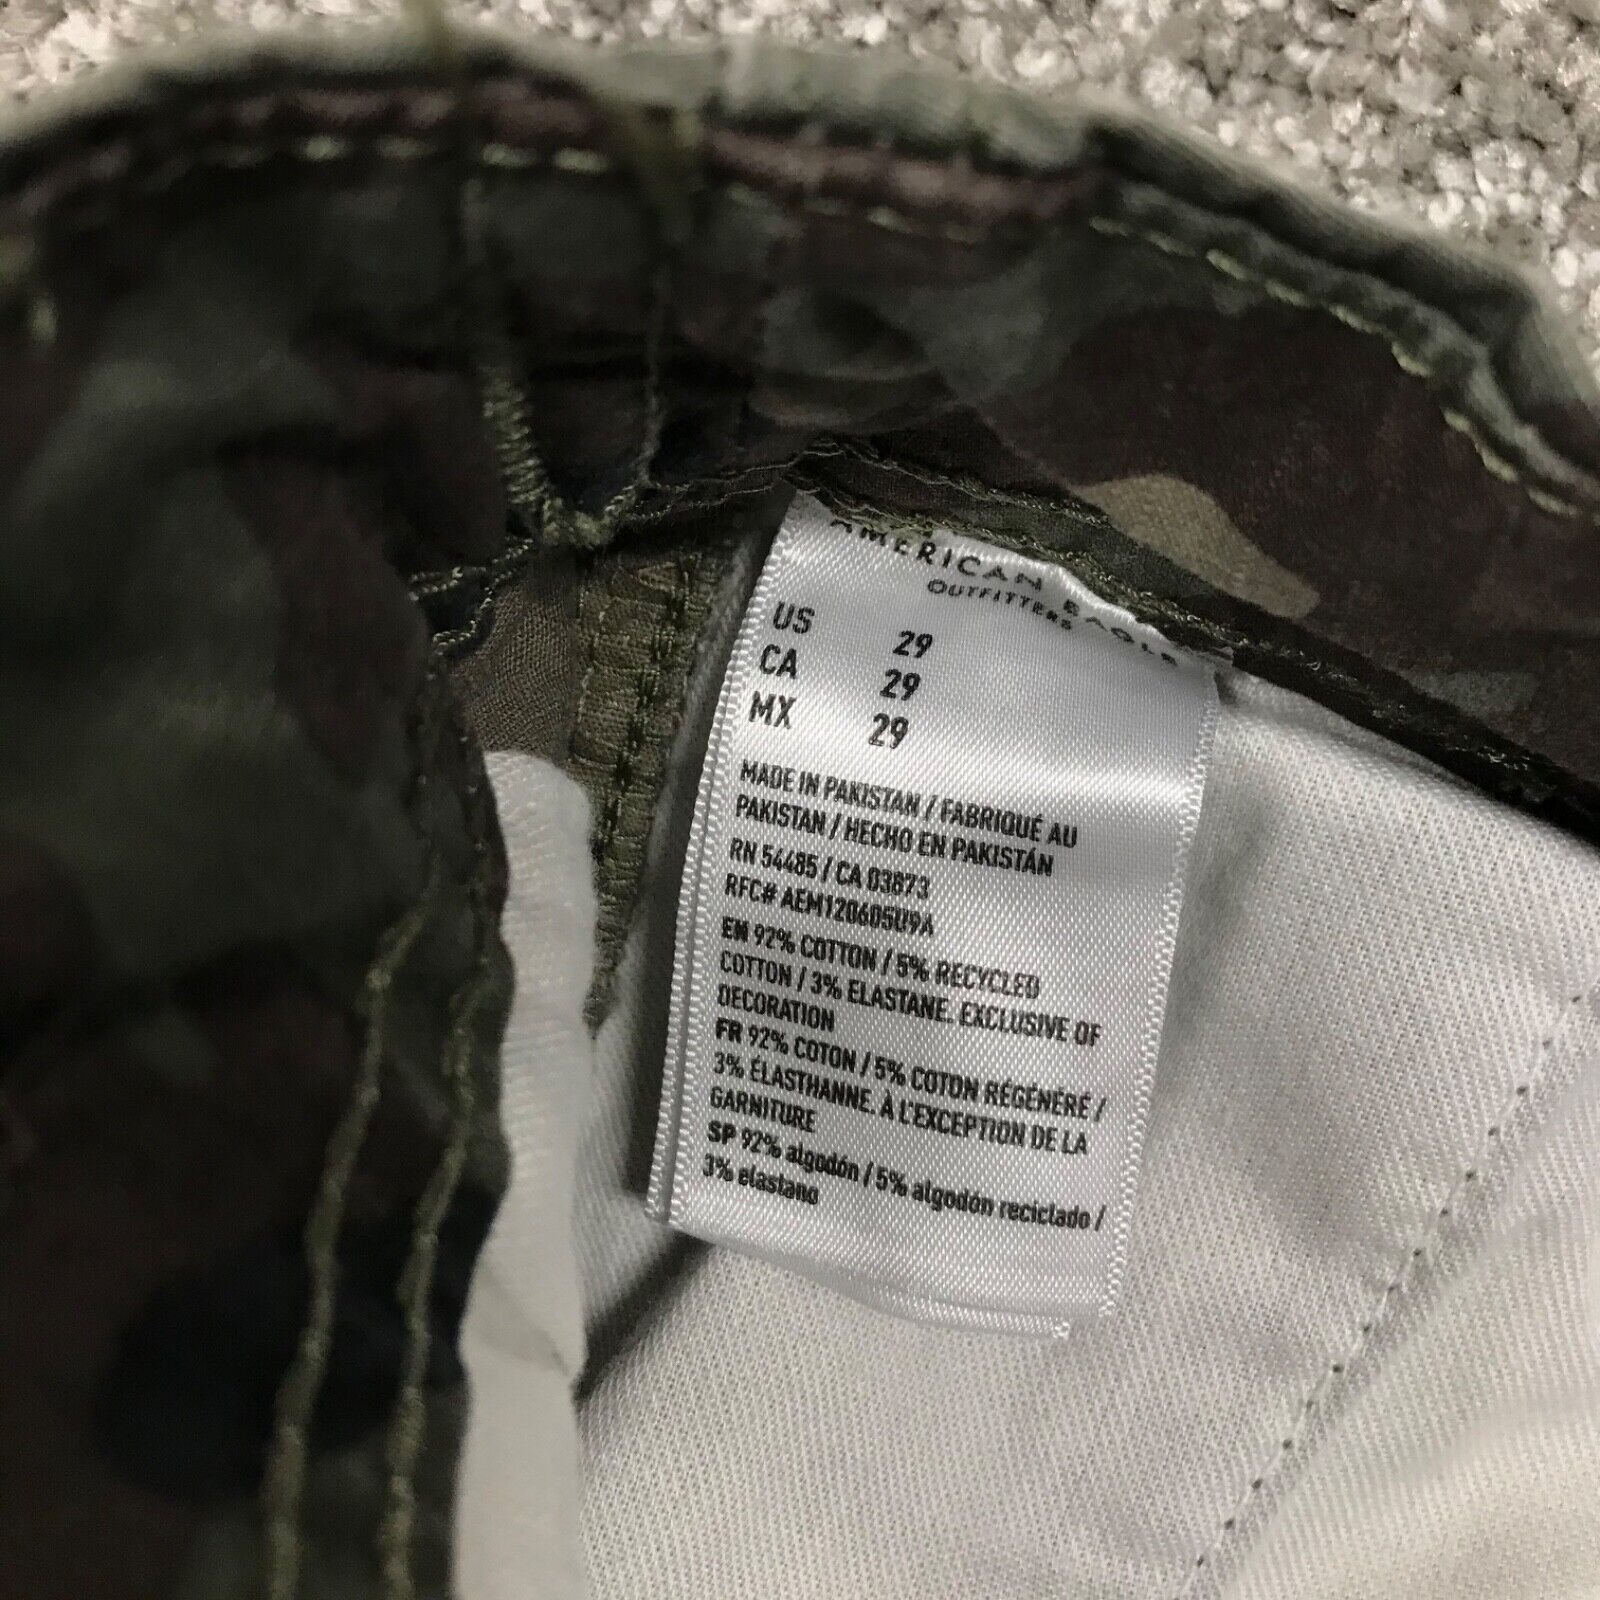 AMERICAN EAGLE
OUTFITTERS
US 29
CA 29
MX 29
MADE IN PAKISTAN / FABRIQUÉ AU
PAKISTAN / HECHO EN PAKISTÁN
RN 54485 / CA 03873
RFC# AEM120605U9A
EN 92% COTTON / 5% RECYCLED
COTTON / 3% ELASTANE. EXCLUSIVE OF
DECORATION
FR 92% COTON / 5% COTON RÉGÉNÉRÉ /
3% ÉLASTHANNE. À L'EXCEPTION DE LA
GARNITURE
SP 92% algodón / 5% algodón reciclado /
3% elastano